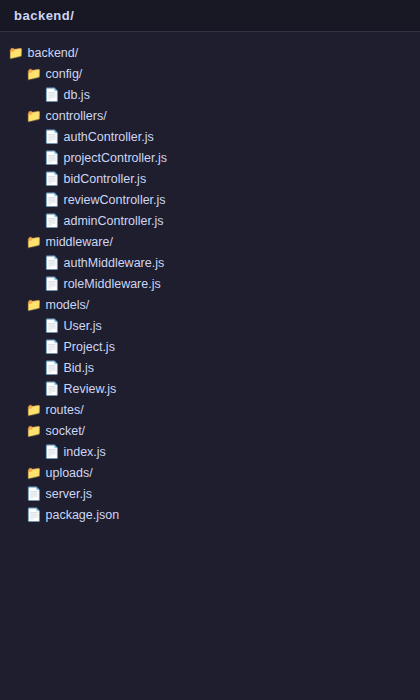 backend/
backend/
config/
db.js
controllers/
authController.js
projectController.js
bidController.js
reviewController.js
adminController.js
middleware/
authMiddleware.js
roleMiddleware.js
models/
User.js
Project.js
Bid.js
Review.js
routes/
socket/
index.js
uploads/
server.js
package.json